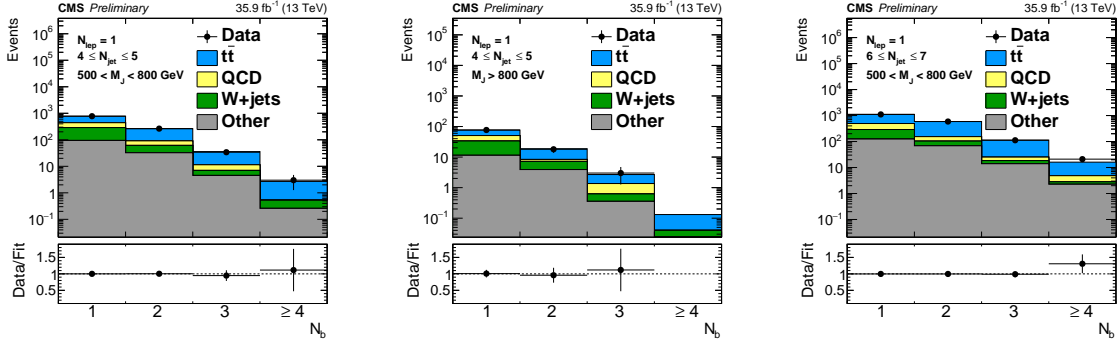 CMS Preliminary 35.9 fb⁻¹ (13 TeV)
Events
10⁶
10⁵
10⁴
10³
10²
10
1
10⁻¹
N_lep = 1
4 ≤ N_jet ≤ 5
500 < M_J < 800 GeV
Data
tt̄
QCD
W+jets
Other
Data/Fit
1.5
1
0.5
1 2 3 ≥ 4
N_b
CMS Preliminary 35.9 fb⁻¹ (13 TeV)
Events
10⁵
10⁴
10³
10²
10
1
10⁻¹
N_lep = 1
4 ≤ N_jet ≤ 5
M_J > 800 GeV
Data
tt̄
QCD
W+jets
Other
Data/Fit
1.5
1
0.5
1 2 3 ≥ 4
N_b
CMS Preliminary 35.9 fb⁻¹ (13 TeV)
Events
10⁶
10⁵
10⁴
10³
10²
10
1
10⁻¹
N_lep = 1
6 ≤ N_jet ≤ 7
500 < M_J < 800 GeV
Data
tt̄
QCD
W+jets
Other
Data/Fit
1.5
1
0.5
1 2 3 ≥ 4
N_b